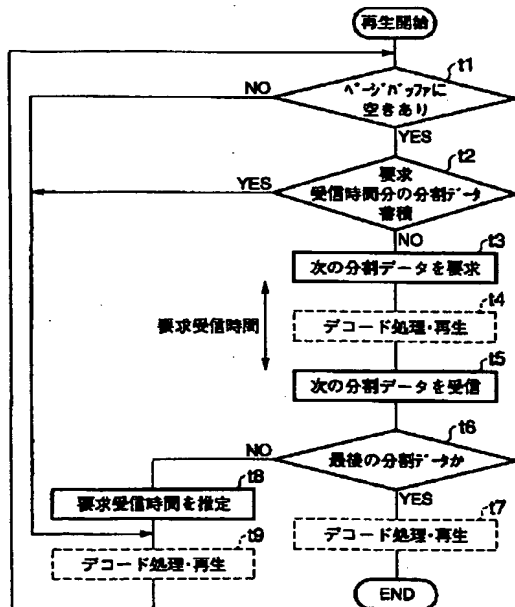 再生開始
t1
ページバッファに
空きあり
NO
YES
t2
要求
受信時間分の分割データ
蓄積
YES
NO
t3
次の分割データを要求
要求受信時間
t4
デコード処理・再生
t5
次の分割データを受信
t6
最後の分割データか
NO
YES
t8
要求受信時間を推定
t7
デコード処理・再生
t9
デコード処理・再生
END